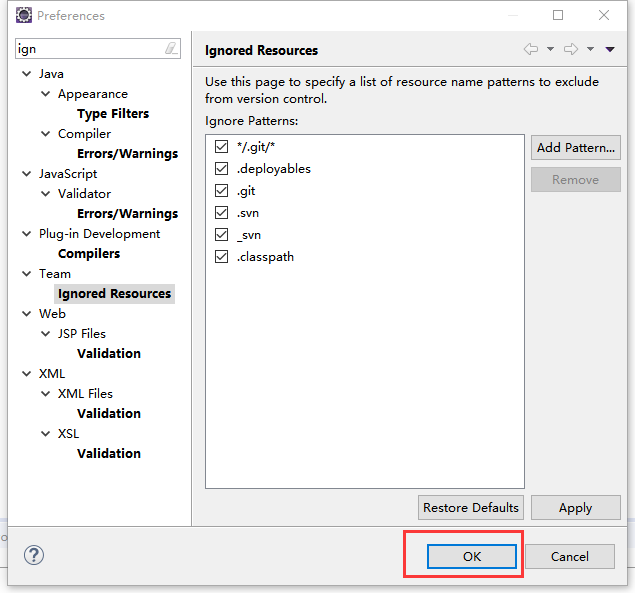 Preferences
ign
Java
Appearance
Type Filters
Compiler
Errors/Warnings
JavaScript
Validator
Errors/Warnings
Plug-in Development
Compilers
Team
Ignored Resources
Web
JSP Files
Validation
XML
XML Files
Validation
XSL
Validation
Ignored Resources
Use this page to specify a list of resource name patterns to exclude
from version control.
Ignore Patterns:
*/.git/*
.deployables
.git
.svn
_svn
.classpath
Add Pattern...
Remove
Restore Defaults
Apply
?
OK
Cancel